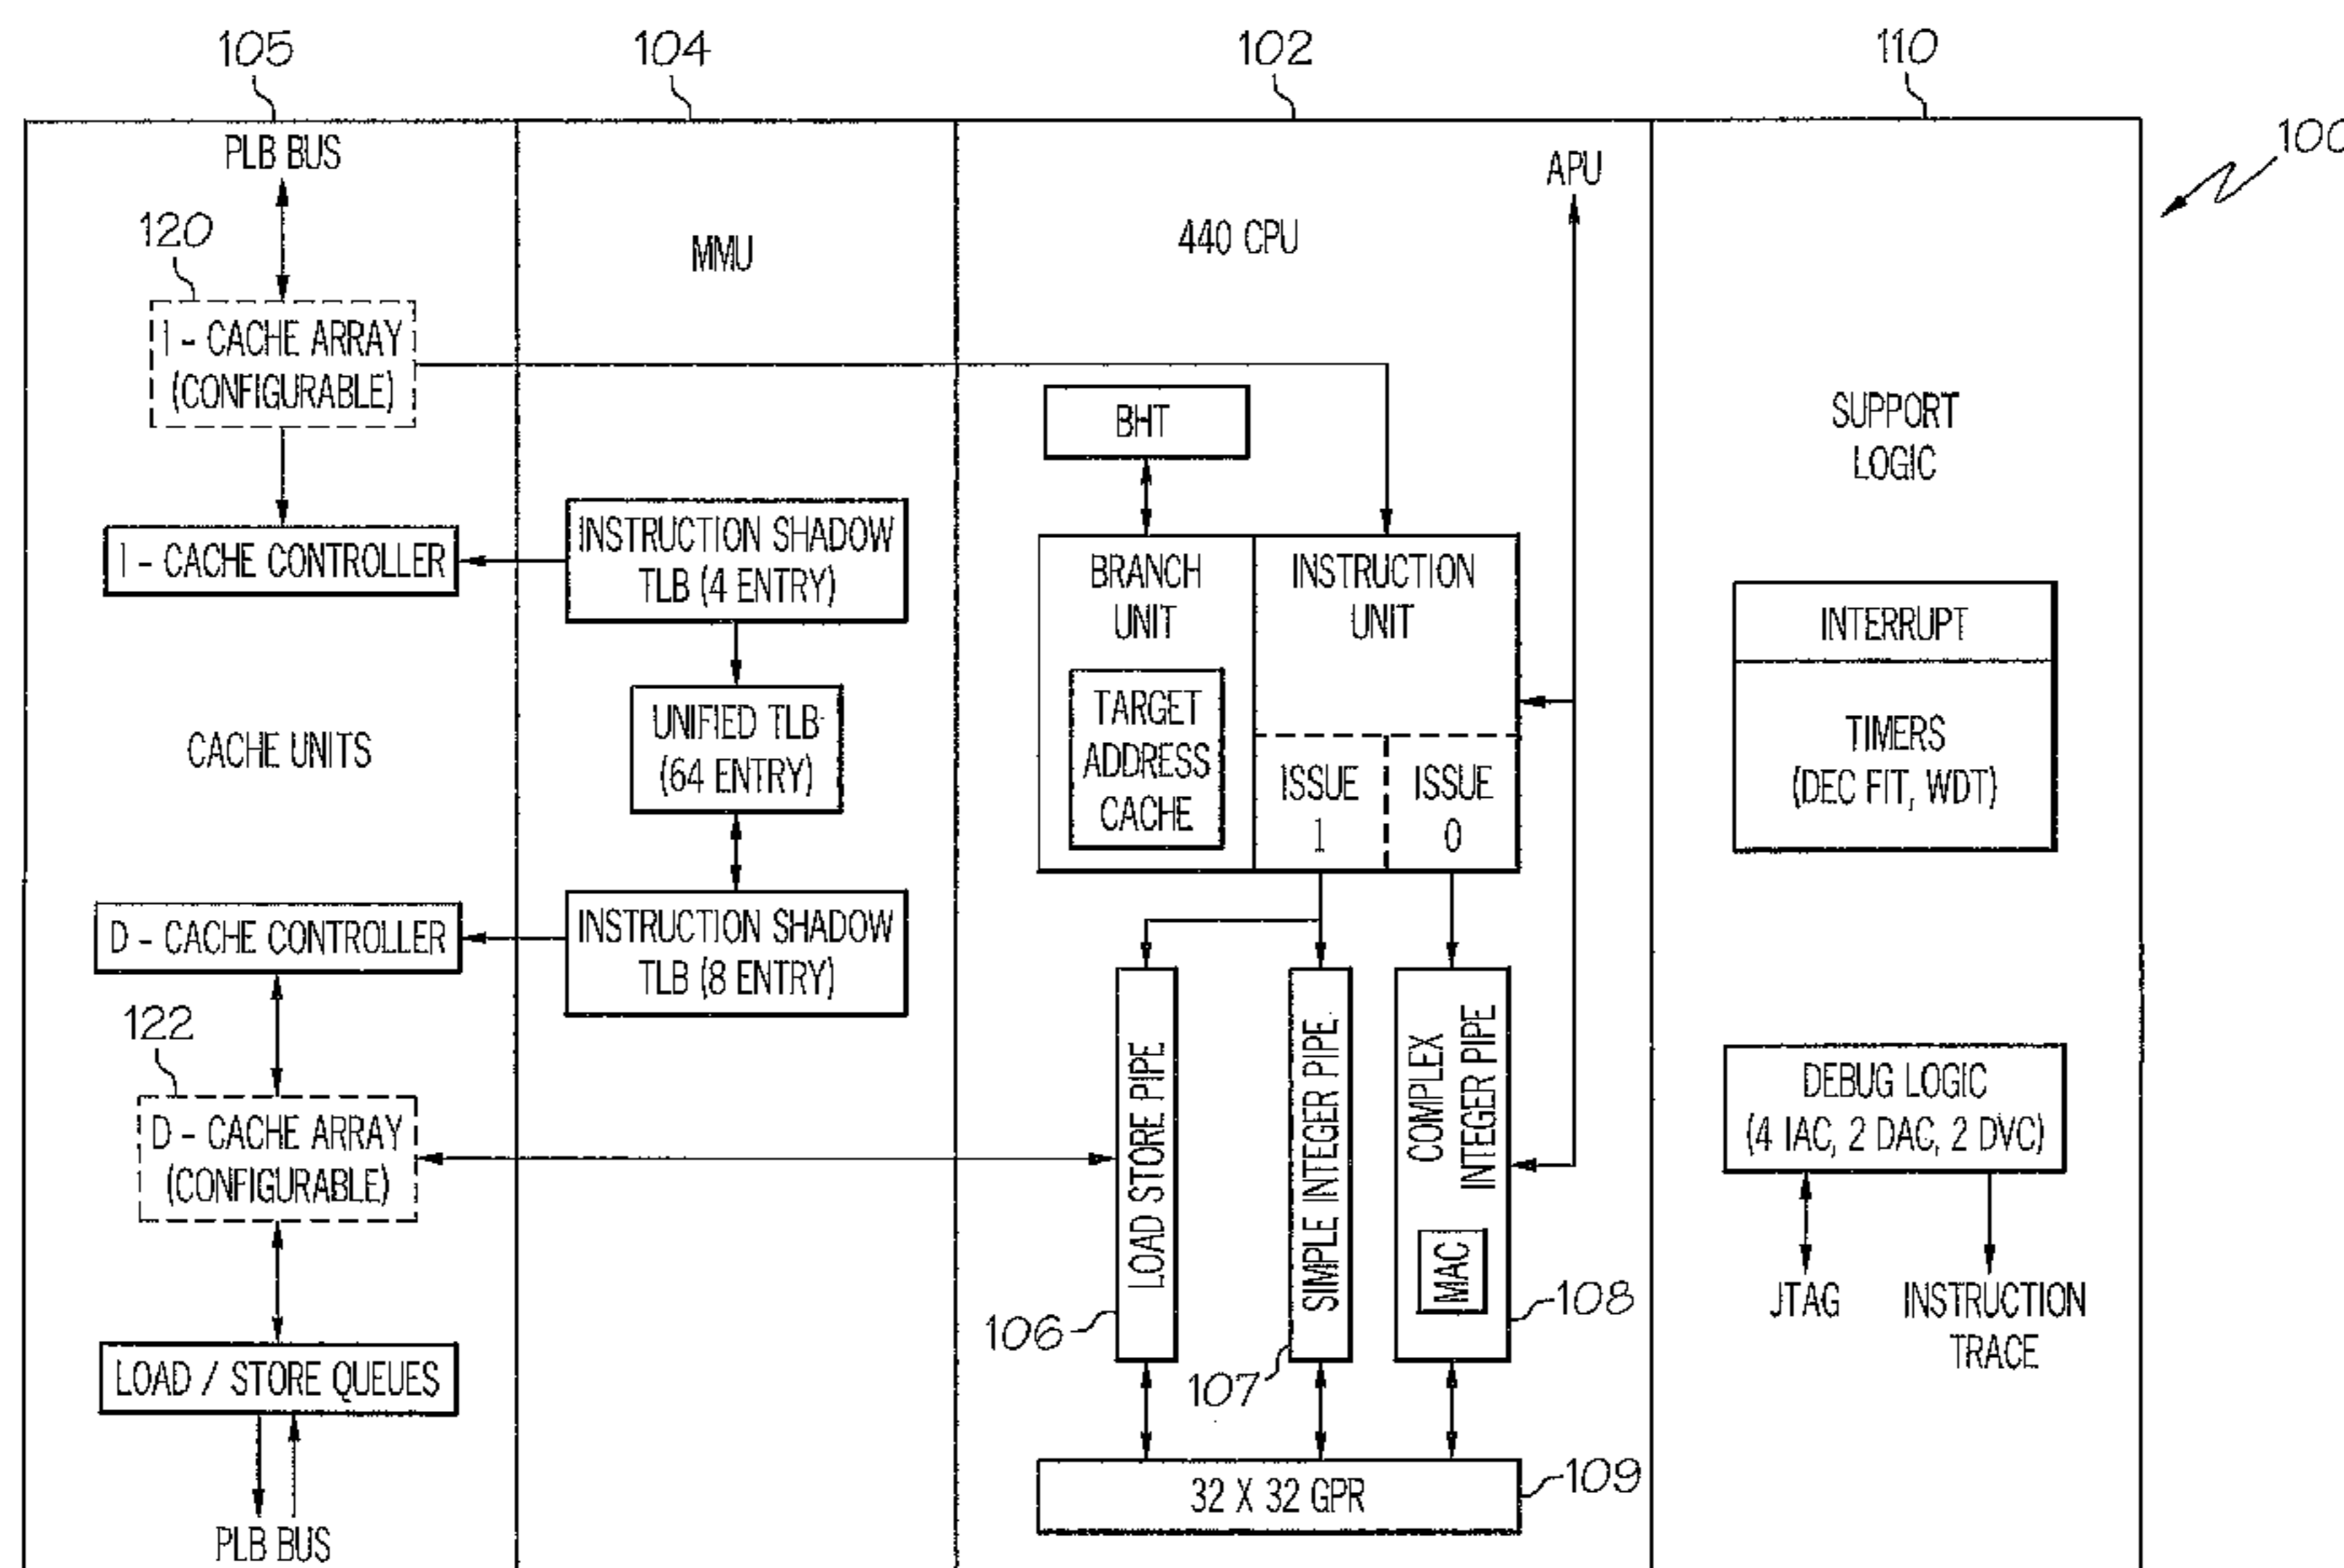 105
104
102
110
100
PLB BUS
120
I - CACHE ARRAY
(CONFIGURABLE)
I - CACHE CONTROLLER
CACHE UNITS
D - CACHE CONTROLLER
122
D - CACHE ARRAY
(CONFIGURABLE)
LOAD / STORE QUEUES
PLB BUS
MMU
INSTRUCTION SHADOW
TLB (4 ENTRY)
UNIFIED TLB
(64 ENTRY)
INSTRUCTION SHADOW
TLB (8 ENTRY)
440 CPU
APU
BHT
BRANCH
UNIT
TARGET
ADDRESS
CACHE
INSTRUCTION
UNIT
ISSUE
1
ISSUE
0
LOAD STORE PIPE
106
SIMPLE INTEGER PIPE
107
COMPLEX
INTEGER PIPE
MAC
108
32 X 32 GPR
109
SUPPORT
LOGIC
INTERRUPT
TIMERS
(DEC FIT, WDT)
DEBUG LOGIC
(4 IAC, 2 DAC, 2 DVC)
JTAG
INSTRUCTION
TRACE